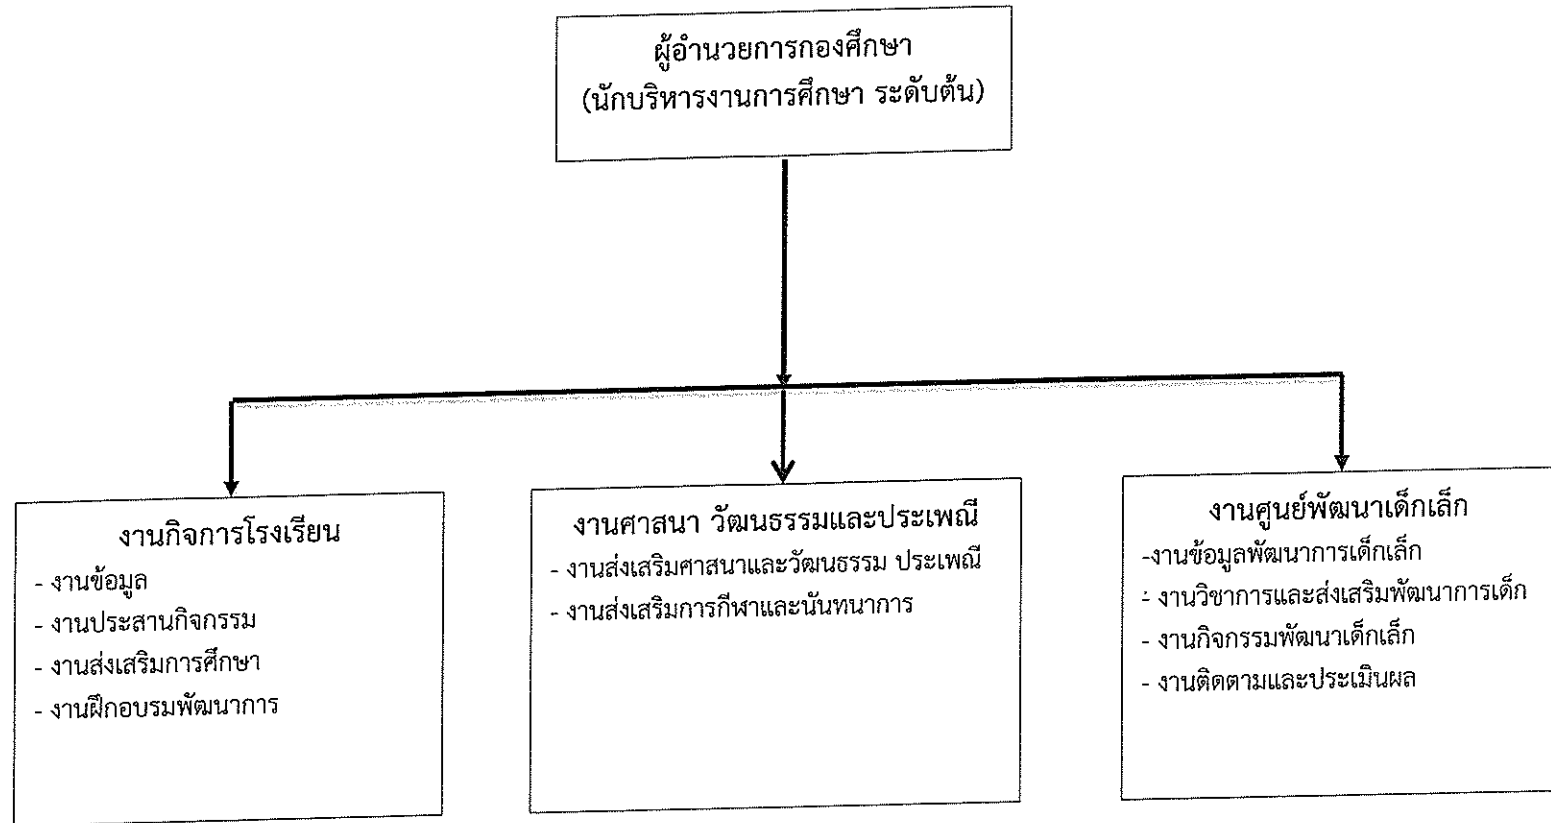 ผู้อำนวยการกองศึกษา
(นักบริหารงานการศึกษา ระดับต้น)
งานกิจการโรงเรียน
- งานข้อมูล
- งานประสานกิจกรรม
- งานส่งเสริมการศึกษา
- งานฝึกอบรมพัฒนาการ
งานศาสนา วัฒนธรรมและประเพณี
- งานส่งเสริมศาสนาและวัฒนธรรม ประเพณี
- งานส่งเสริมการกีฬาและนันทนาการ
งานศูนย์พัฒนาเด็กเล็ก
-งานข้อมูลพัฒนาการเด็กเล็ก
- งานวิชาการและส่งเสริมพัฒนาการเด็ก
- งานกิจกรรมพัฒนาเด็กเล็ก
- งานติดตามและประเมินผล